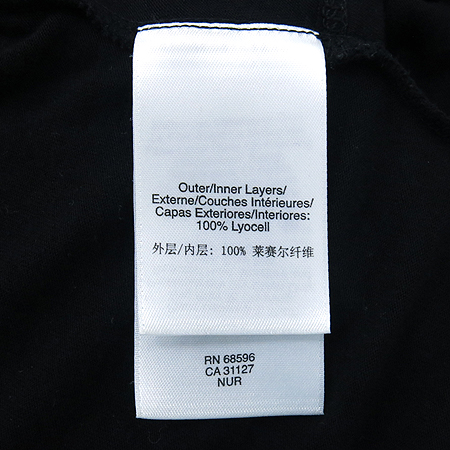 Outer/Inner Layers/
Externe/Couches Intérieures/
Capas Exteriores/Interiores:
100% Lyocell
外层/内层: 100% 莱赛尔纤维
RN 68596
CA 31127
NUR